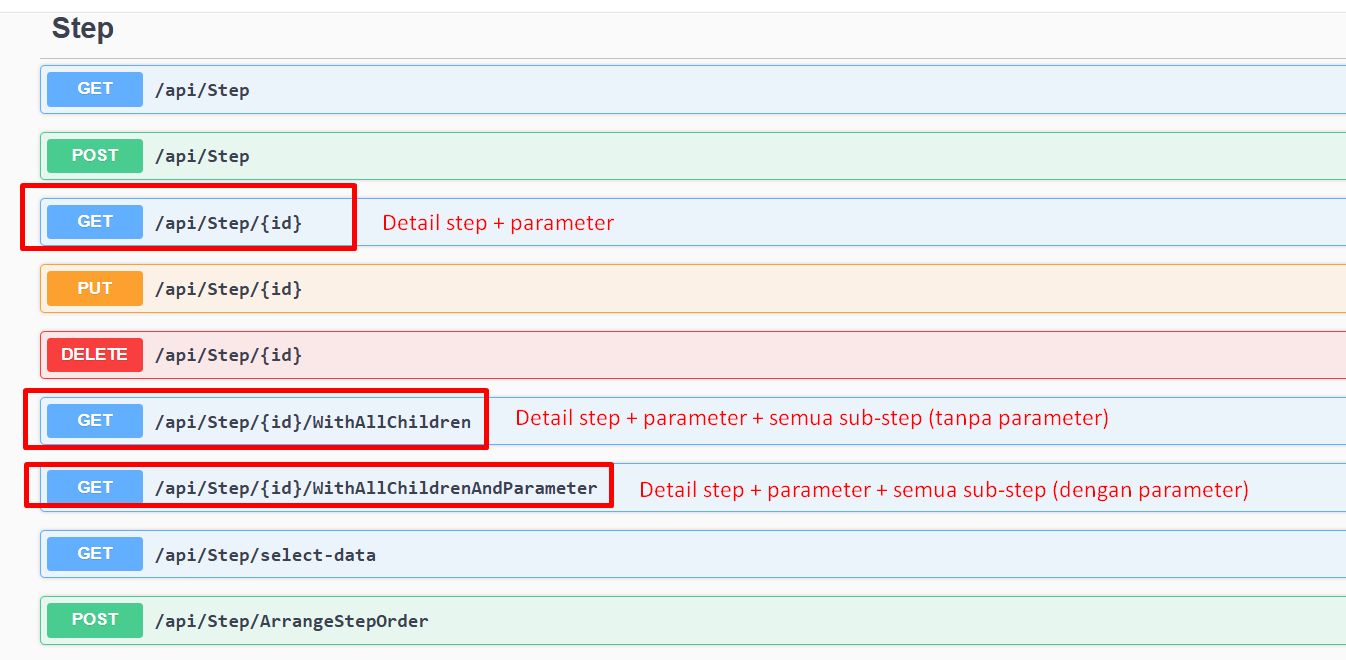 Step
GET /api/Step
POST /api/Step
GET /api/Step/{id} Detail step + parameter
PUT /api/Step/{id}
DELETE /api/Step/{id}
GET /api/Step/{id}/WithAllChildren Detail step + parameter + semua sub-step (tanpa parameter)
GET /api/Step/{id}/WithAllChildrenAndParameter Detail step + parameter + semua sub-step (dengan parameter)
GET /api/Step/select-data
POST /api/Step/ArrangeStepOrder